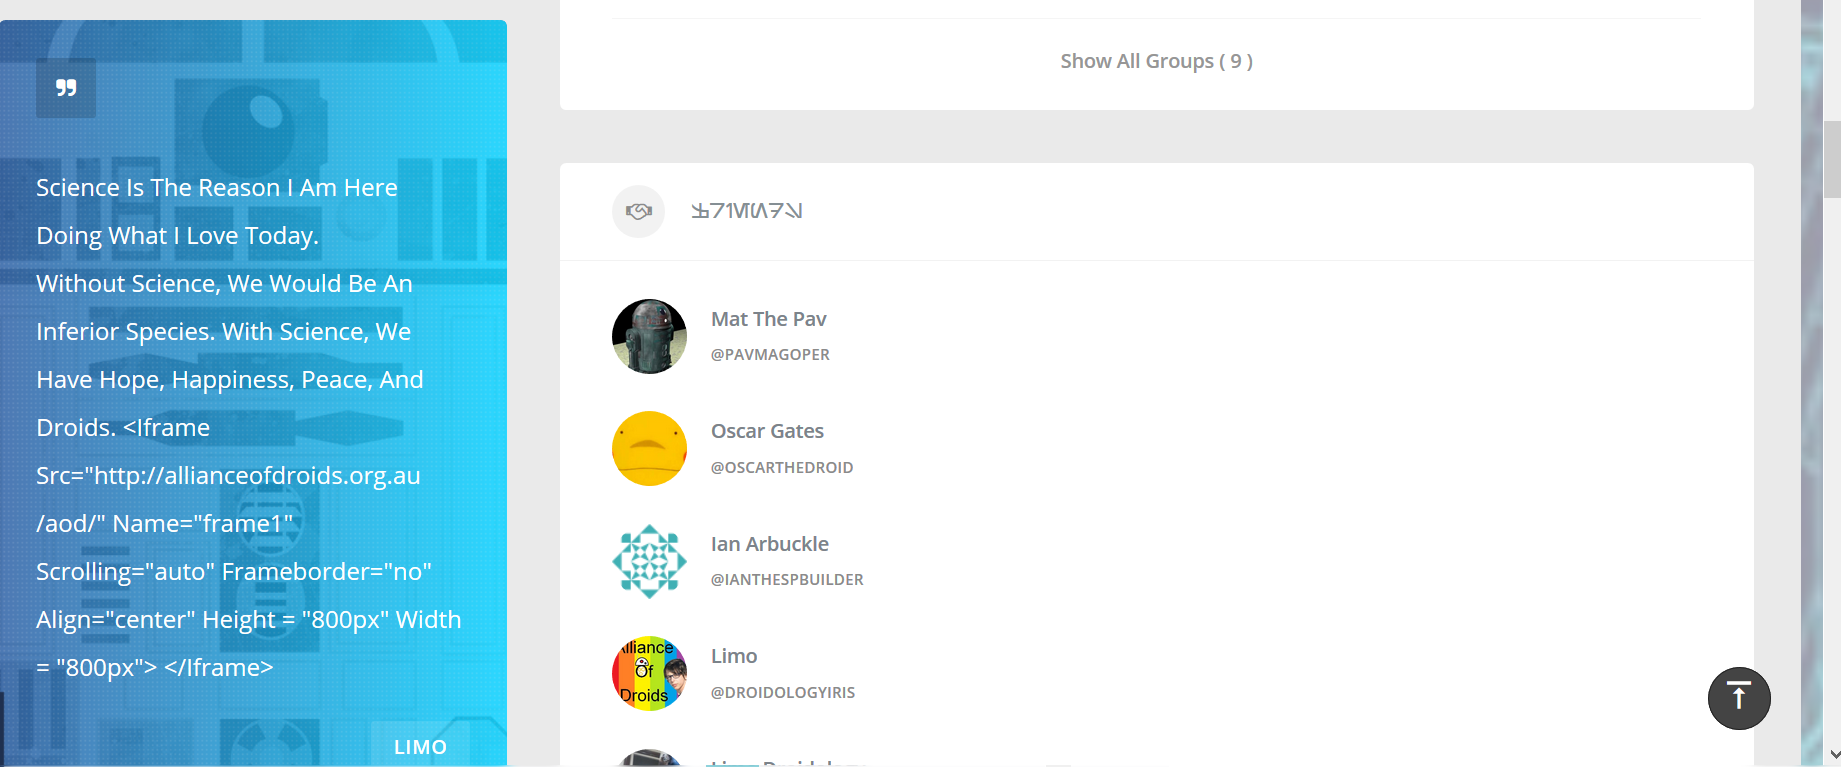 Science Is The Reason I Am Here
Doing What I Love Today.
Without Science, We Would Be An
Inferior Species. With Science, We
Have Hope, Happiness, Peace, And
Droids. <Iframe
Src="http://allianceofdroids.org.au
/aod/" Name="frame1"
Scrolling="auto" Frameborder="no"
Align="center" Height = "800px" Width
= "800px"> </Iframe>
LIMO
Show All Groups ( 9 )
Mat The Pav
@PAVMAGOPER
Oscar Gates
@OSCARTHEDROID
Ian Arbuckle
@IANTHESPBUILDER
Alliance
Of
Droids
Limo
@DROIDOLOGYIRIS